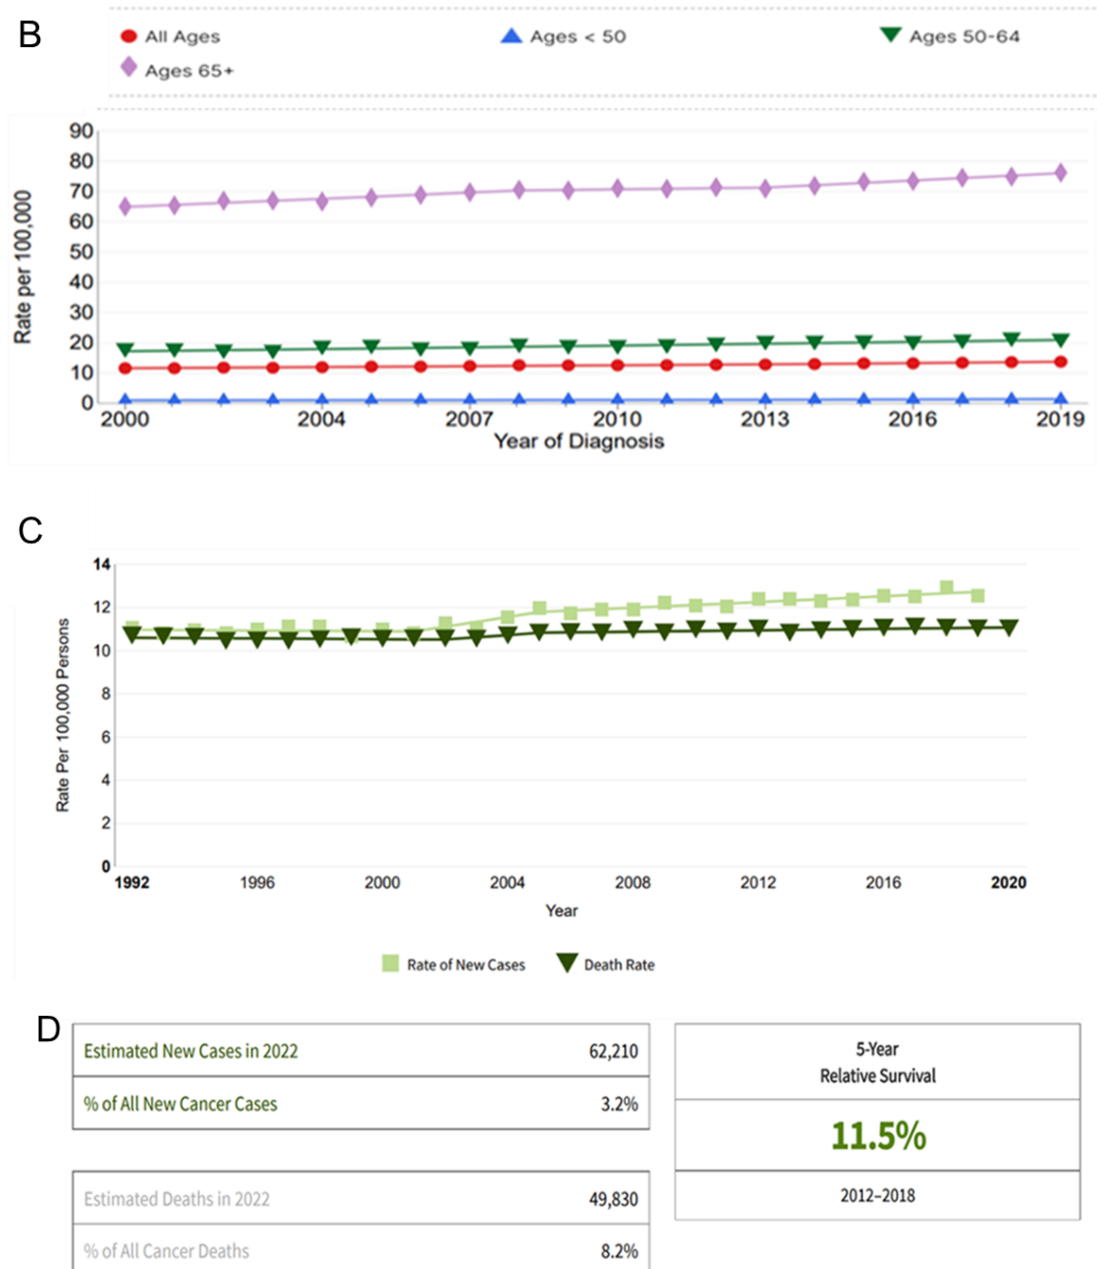 B
All Ages
Ages < 50
Ages 50-64
Ages 65+
90
80
70
60
50
40
30
20
10
0
Rate per 100,000
2000 2004 2007 2010 2013 2016 2019
Year of Diagnosis
C
14
12
10
8
6
4
2
0
Rate Per 100,000 Persons
1992 1996 2000 2004 2008 2012 2016 2020
Year
Rate of New Cases
Death Rate
D
Estimated New Cases in 2022 62,210
% of All New Cancer Cases 3.2%
Estimated Deaths in 2022 49,830
% of All Cancer Deaths 8.2%
5-Year
Relative Survival
11.5%
2012–2018